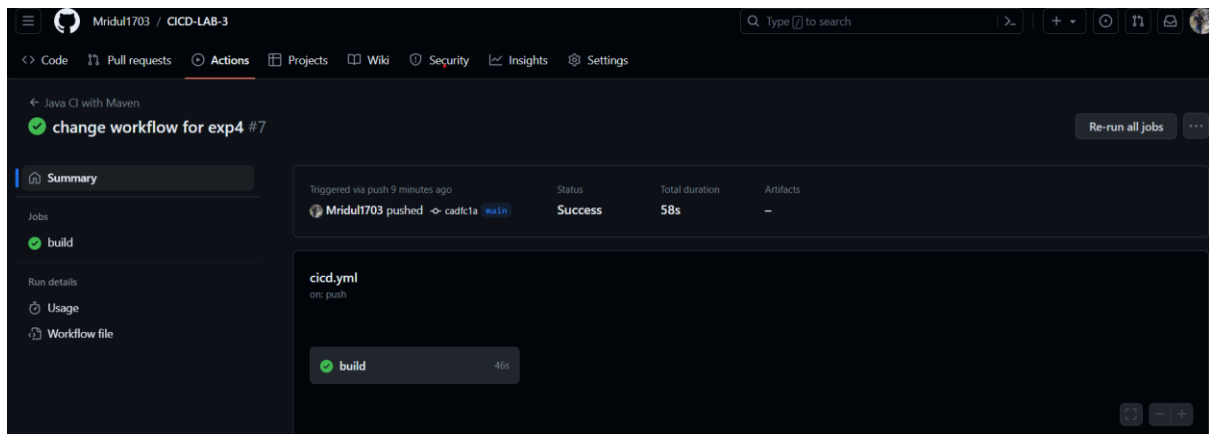 Mridul1703 / CICD-LAB-3
Type / to search
Code Pull requests Actions Projects Wiki Security Insights Settings
Java CI with Maven
change workflow for exp4 #7
Re-run all jobs
Summary
Jobs
build
Run details
Usage
Workflow file
Triggered via push 9 minutes ago
Mridul1703 pushed cadfc1a main
Status
Success
Total duration
58s
Artifacts
–
cicd.yml
on: push
build 46s